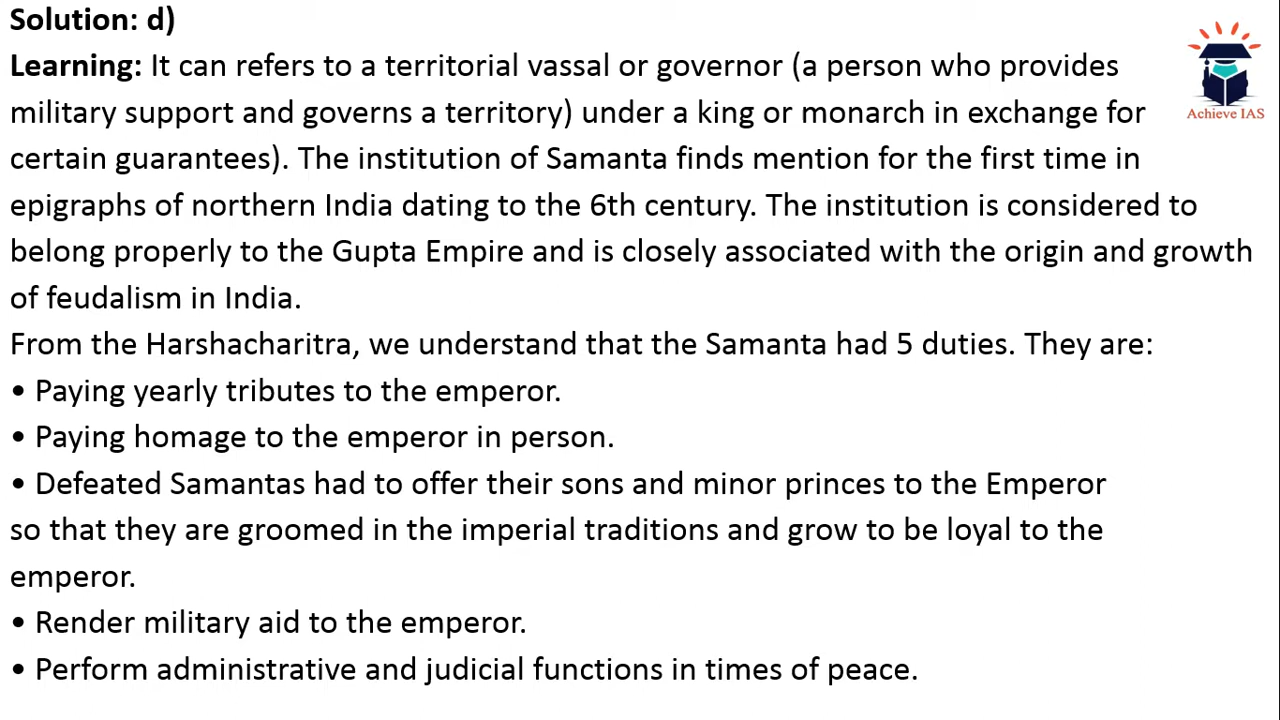 Solution: d)
Learning: It can refers to a territorial vassal or governor (a person who provides
military support and governs a territory) under a king or monarch in exchange for
certain guarantees). The institution of Samanta finds mention for the first time in
epigraphs of northern India dating to the 6th century. The institution is considered to
belong properly to the Gupta Empire and is closely associated with the origin and growth
of feudalism in India.
From the Harshacharitra, we understand that the Samanta had 5 duties. They are:
• Paying yearly tributes to the emperor.
• Paying homage to the emperor in person.
• Defeated Samantas had to offer their sons and minor princes to the Emperor
so that they are groomed in the imperial traditions and grow to be loyal to the
emperor.
• Render military aid to the emperor.
• Perform administrative and judicial functions in times of peace.
Achieve IAS